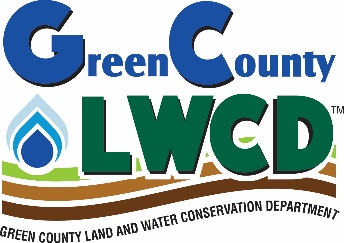 Green County
LWCD™
GREEN COUNTY LAND AND WATER CONSERVATION DEPARTMENT